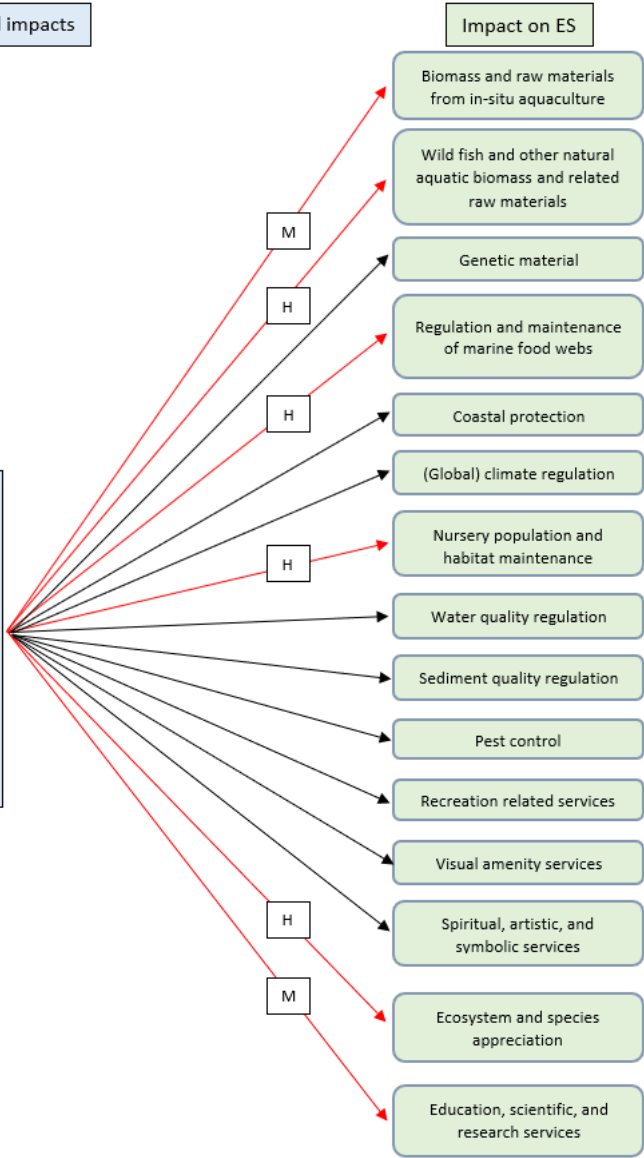 impacts
Impact on ES
Biomass and raw materials
from in-situ aquaculture
Wild fish and other natural
aquatic biomass and related
raw materials
M
Genetic material
H
Regulation and maintenance
of marine food webs
H
Coastal protection
(Global) climate regulation
Nursery population and
habitat maintenance
H
Water quality regulation
Sediment quality regulation
Pest control
Recreation related services
Visual amenity services
H
Spiritual, artistic, and
symbolic services
M
Ecosystem and species
appreciation
Education, scientific, and
research services